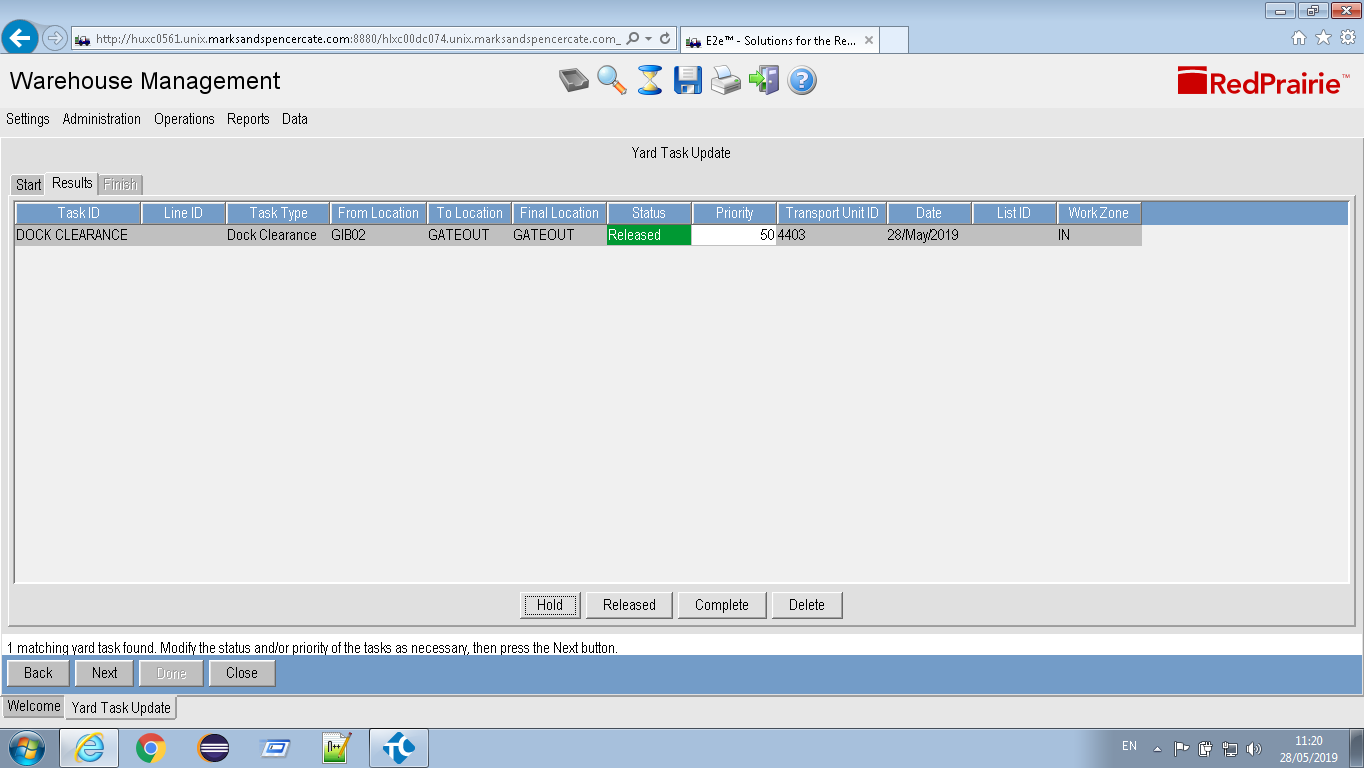 http://huxc0561.unix.marksandspencercate.com:8880/hlxc00dc074.unix.marksandspencercate.com_
E2e™ - Solutions for the Re...
Warehouse Management
RedPrairie™
Settings Administration Operations Reports Data
Yard Task Update
Start Results Finish
Task ID Line ID Task Type From Location To Location Final Location Status Priority Transport Unit ID Date List ID Work Zone
DOCK CLEARANCE Dock Clearance GIB02 GATEOUT GATEOUT Released 50 4403 28/May/2019 IN
Hold Released Complete Delete
1 matching yard task found. Modify the status and/or priority of the tasks as necessary, then press the Next button.
Back Next Done Close
Welcome Yard Task Update
EN
11:20
28/05/2019